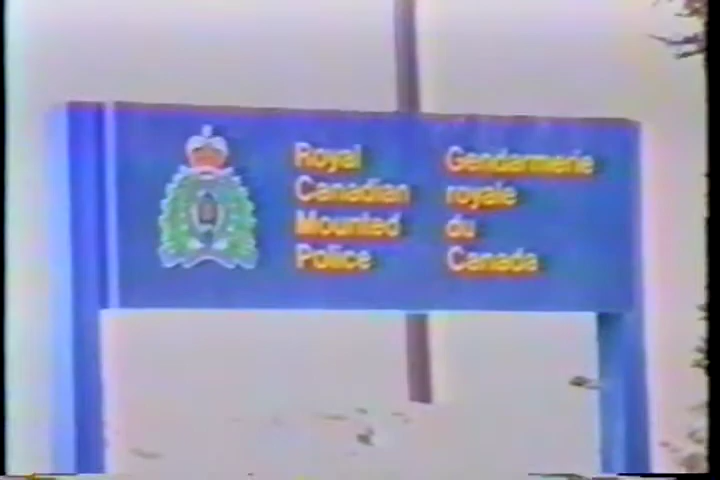 Royal
Canadian
Mounted
Police
Gendarmerie
royale
du
Canada